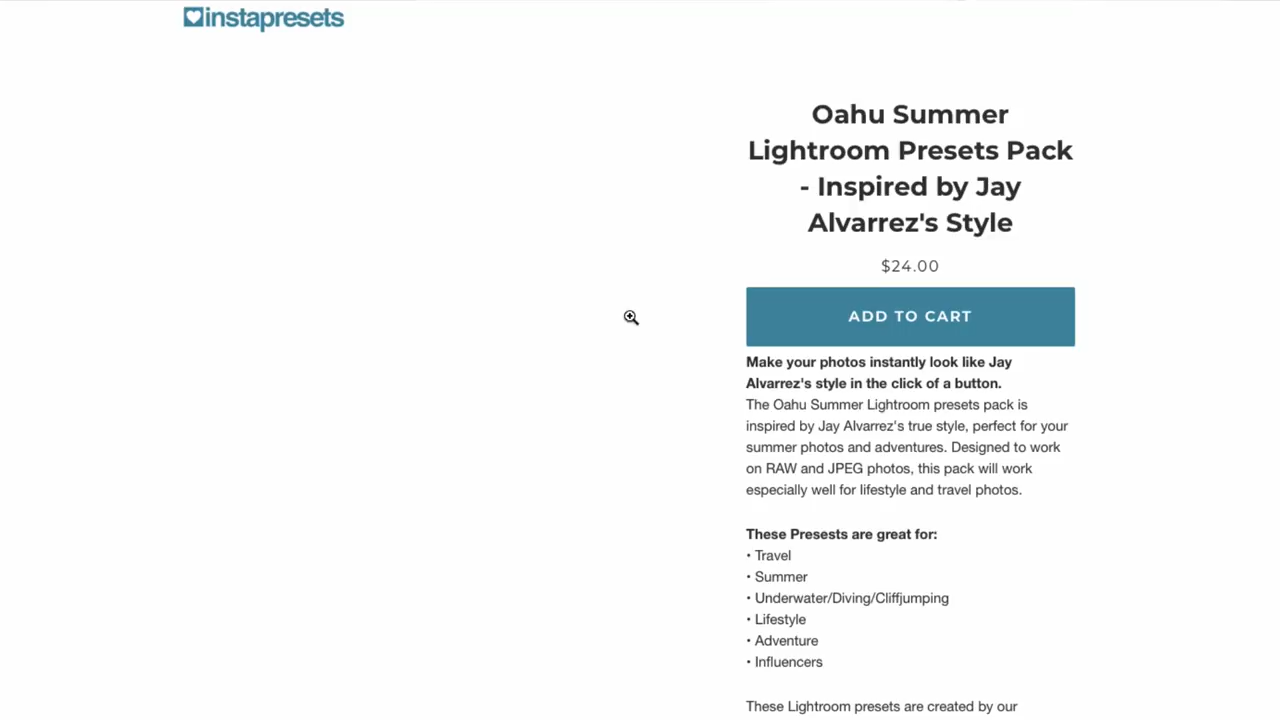 instapresets
Oahu Summer
Lightroom Presets Pack
- Inspired by Jay
Alvarrez's Style
$24.00
ADD TO CART
Make your photos instantly look like Jay
Alvarrez's style in the click of a button.
The Oahu Summer Lightroom presets pack is
inspired by Jay Alvarrez's true style, perfect for your
summer photos and adventures. Designed to work
on RAW and JPEG photos, this pack will work
especially well for lifestyle and travel photos.
These Presests are great for:
• Travel
• Summer
• Underwater/Diving/Cliffjumping
• Lifestyle
• Adventure
• Influencers
These Lightroom presets are created by our